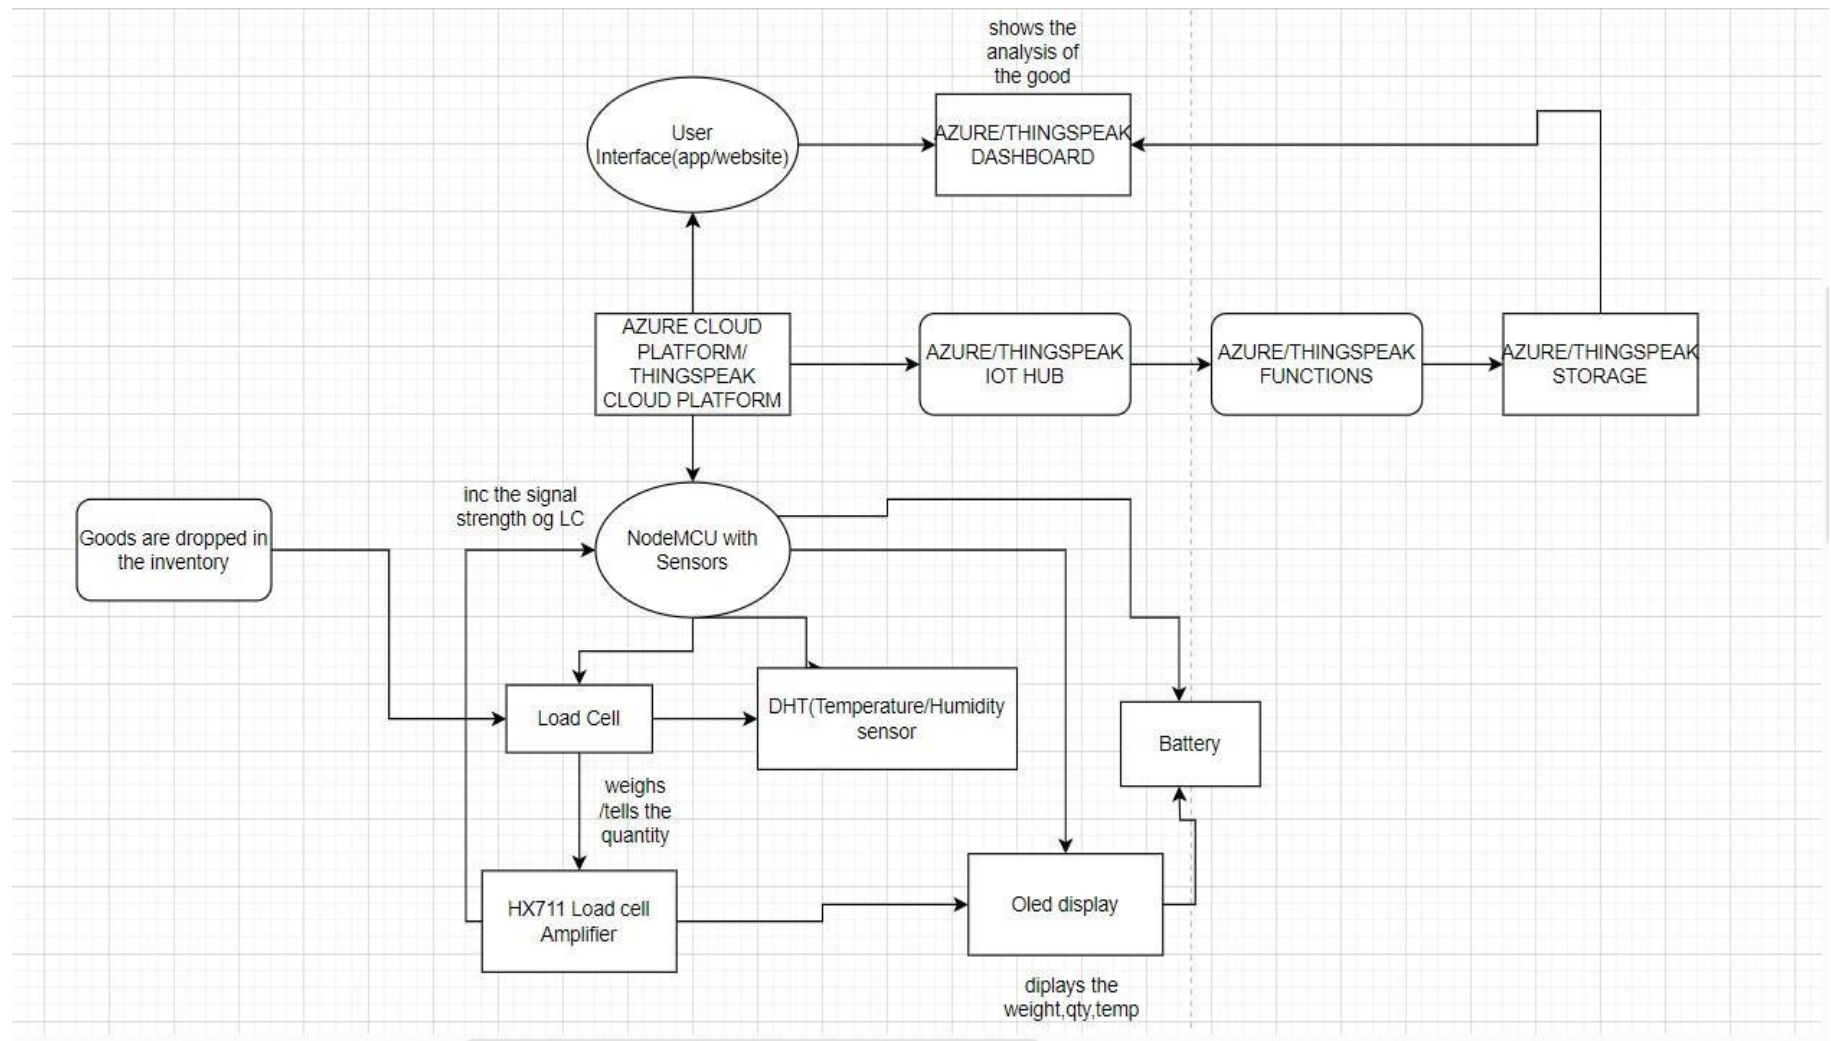 shows the
analysis of
the good
User
Interface(app/website)
AZURE/THINGSPEAK
DASHBOARD
AZURE CLOUD
PLATFORM/
THINGSPEAK
CLOUD PLATFORM
AZURE/THINGSPEAK
IOT HUB
AZURE/THINGSPEAK
FUNCTIONS
AZURE/THINGSPEAK
STORAGE
inc the signal
strength og LC
Goods are dropped in
the inventory
NodeMCU with
Sensors
Load Cell
DHT(Temperature/Humidity
sensor
Battery
weighs
/tells the
quantity
HX711 Load cell
Amplifier
Oled display
diplays the
weight,qty,temp